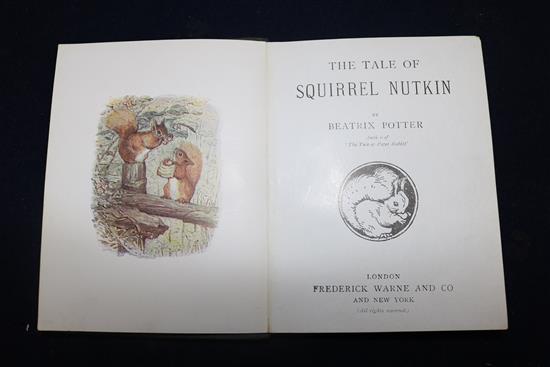 THE TALE OF
SQUIRREL NUTKIN
BY
BEATRIX POTTER
Author of
"The Tale of Peter Rabbit"
LONDON
FREDERICK WARNE AND CO
AND NEW YORK
(All rights reserved)